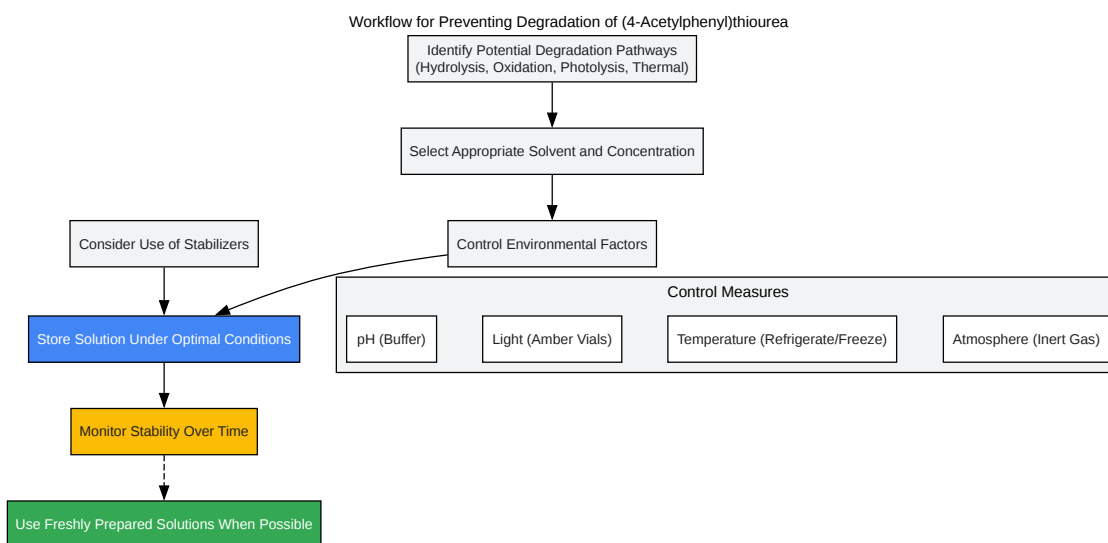 Workflow for Preventing Degradation of (4-Acetylphenyl)thiourea
Identify Potential Degradation Pathways
(Hydrolysis, Oxidation, Photolysis, Thermal)
Select Appropriate Solvent and Concentration
Consider Use of Stabilizers
Control Environmental Factors
Control Measures
Store Solution Under Optimal Conditions
pH (Buffer)
Light (Amber Vials)
Temperature (Refrigerate/Freeze)
Atmosphere (Inert Gas)
Monitor Stability Over Time
Use Freshly Prepared Solutions When Possible